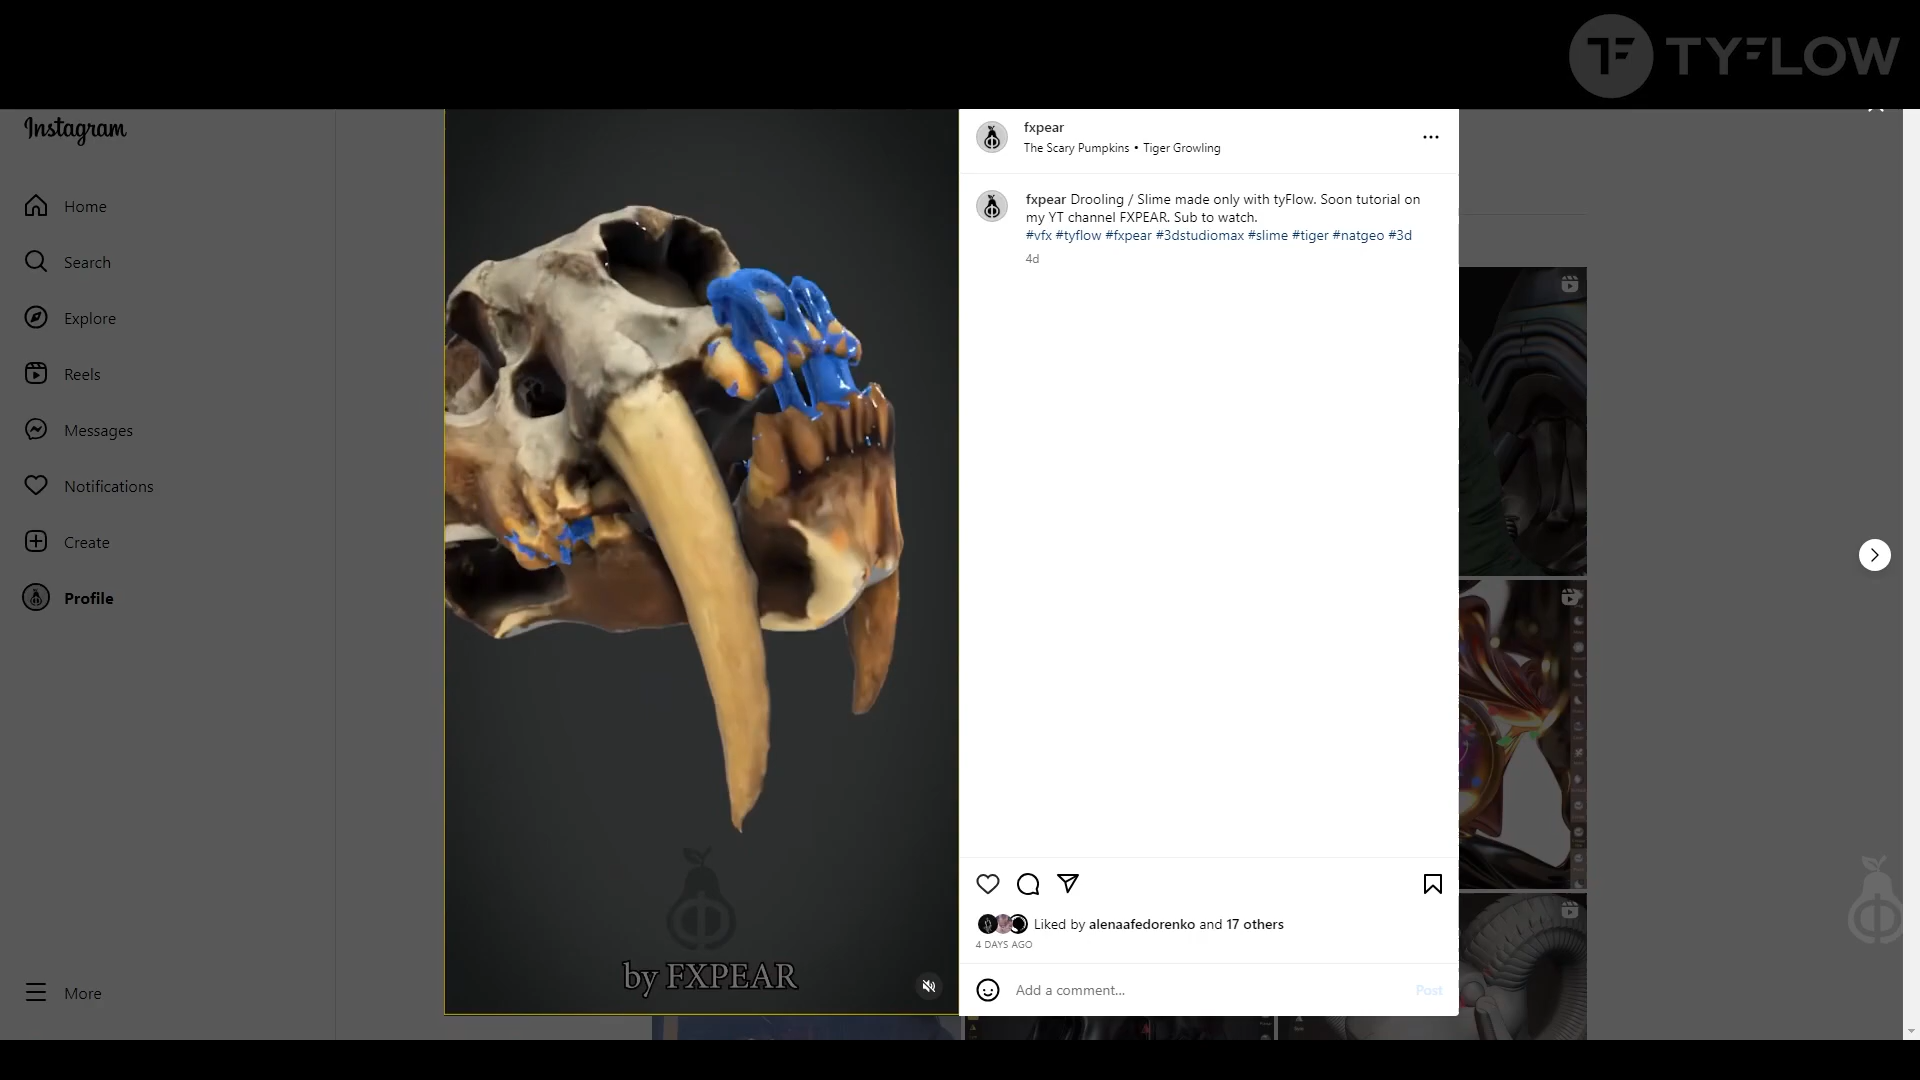 TF TYFLOW
Instagram
Home
Search
Explore
Reels
Messages
Notifications
Create
Profile
More
by FXPEAR
fxpear
The Scary Pumpkins • Tiger Growling
fxpear Drooling / Slime made only with tyFlow. Soon tutorial on
my YT channel FXPEAR. Sub to watch.
#vfx #tyflow #fxpear #3dstudiomax #slime #tiger #natgeo #3d
4d
Liked by alenaafedorenko and 17 others
4 DAYS AGO
Add a comment...
Post